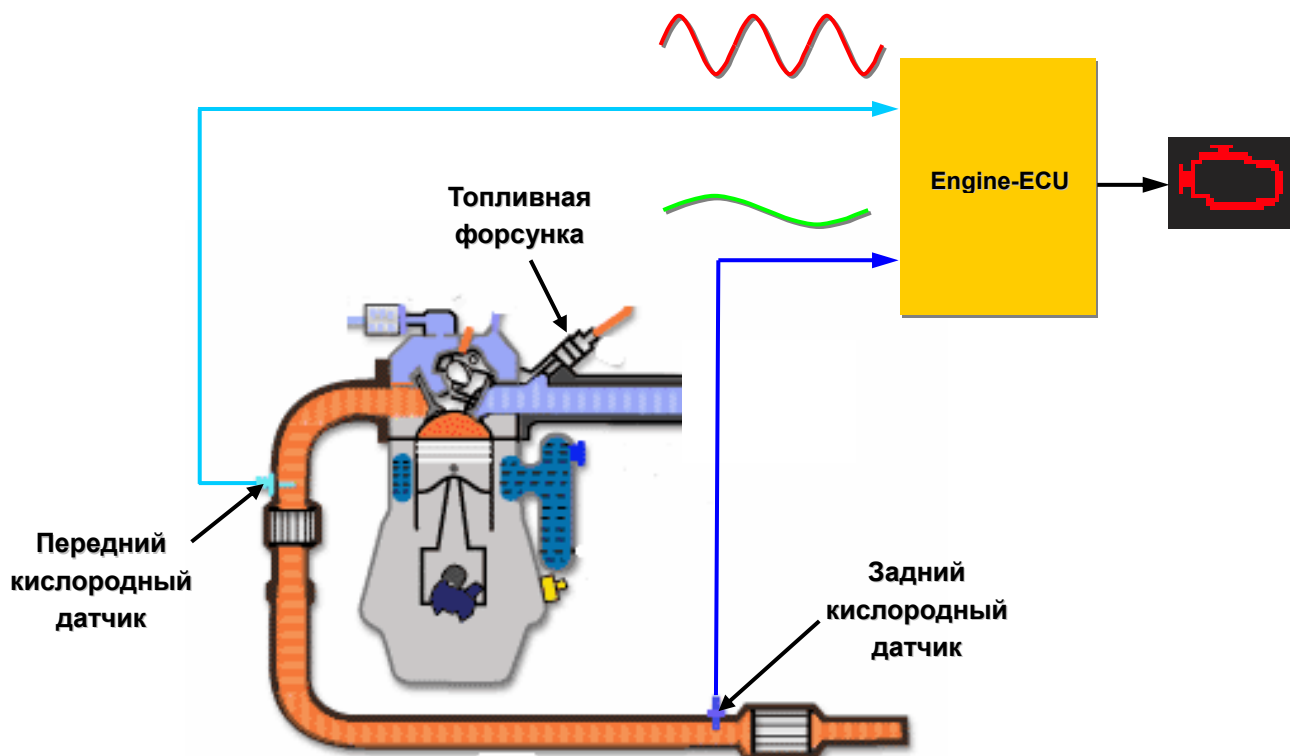 Engine-ECU
Топливная
форсунка
Передний
кислородный
датчик
Задний
кислородный
датчик